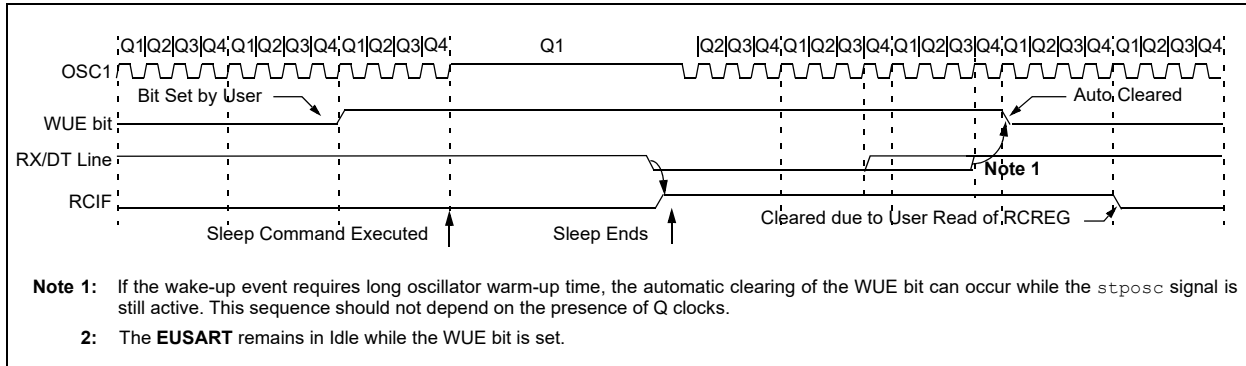 Q1|Q2|Q3|Q4|Q1|Q2|Q3|Q4|Q1|Q2|Q3|Q4 Q1 Q2|Q3|Q4|Q1|Q2|Q3|Q4|Q1|Q2|Q3|Q4|Q1|Q2|Q3|Q4|Q1|Q2|Q3|Q4
OSC1
Bit Set by User Auto Cleared
WUE bit
RX/DT Line
Note 1
RCIF
Cleared due to User Read of RCREG
Sleep Command Executed Sleep Ends
Note 1: If the wake-up event requires long oscillator warm-up time, the automatic clearing of the WUE bit can occur while the stposc signal is
still active. This sequence should not depend on the presence of Q clocks.
2: The EUSART remains in Idle while the WUE bit is set.